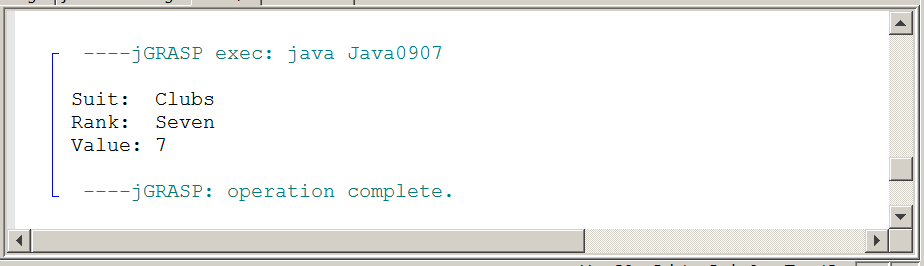 ----jGRASP exec: java Java0907
Suit:  Clubs
Rank:  Seven
Value: 7
----jGRASP: operation complete.